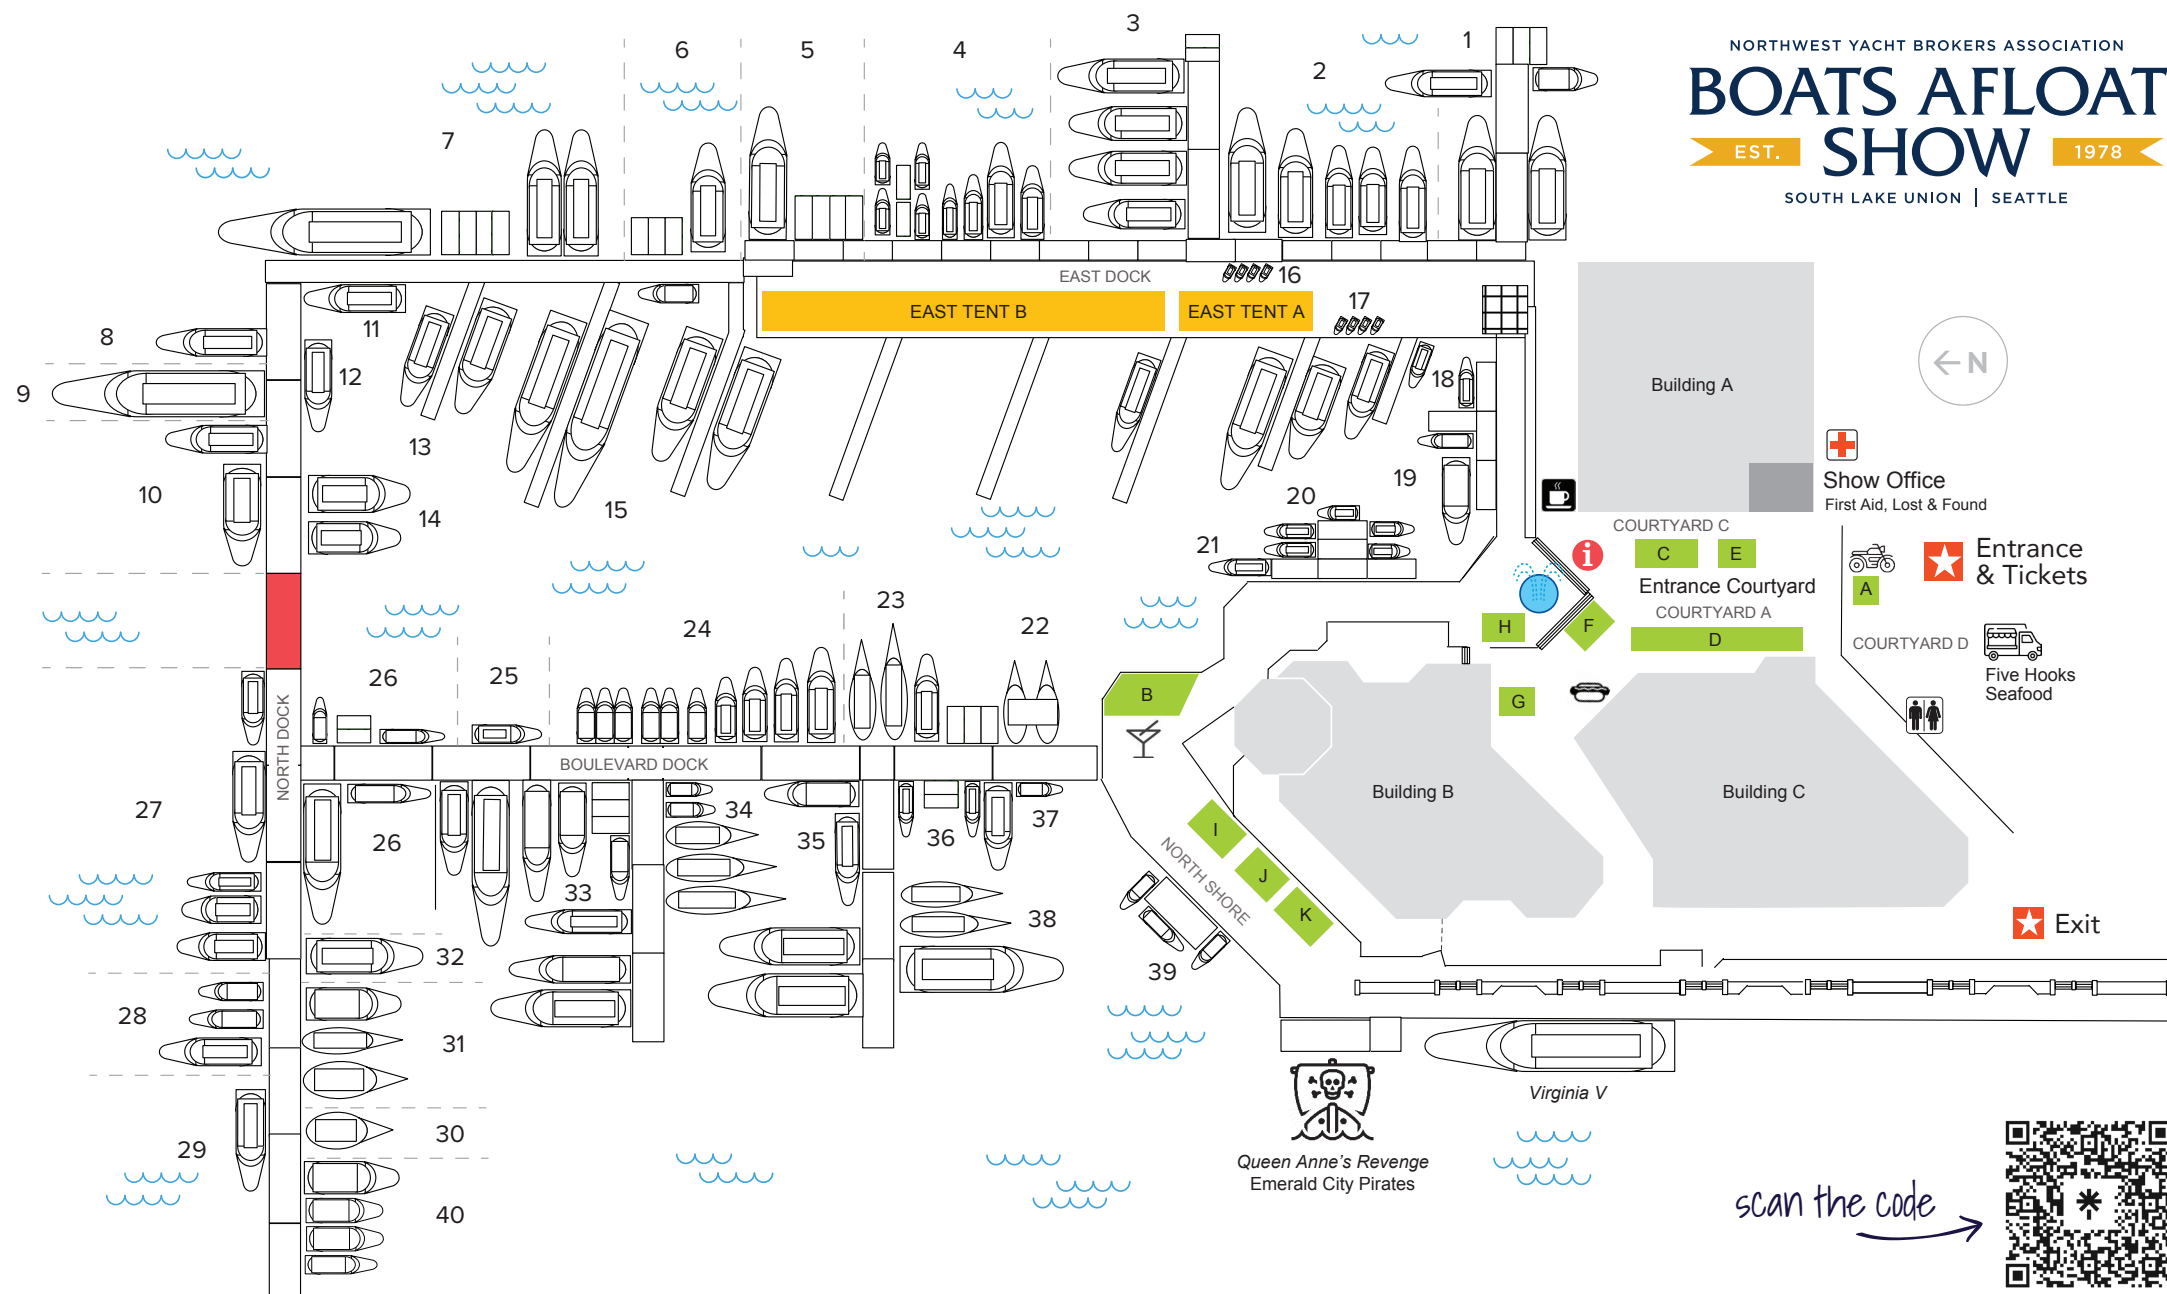 NORTHWEST YACHT BROKERS ASSOCIATION
BOATS AFLOAT
EST. SHOW 1978
SOUTH LAKE UNION | SEATTLE
1
2
3
4
5
6
7
8
9
10
11
12
13
14
15
EAST DOCK
16
EAST TENT B
EAST TENT A
17
18
19
20
21
N
Building A
Show Office
First Aid, Lost & Found
COURTYARD C
C
E
i
Entrance Courtyard
COURTYARD A
D
F
H
G
A
Entrance
& Tickets
COURTYARD D
Five Hooks
Seafood
22
23
24
25
26
B
NORTH DOCK
BOULEVARD DOCK
Building B
Building C
27
26
33
34
35
36
37
38
I
J
K
NORTH SHORE
39
Exit
32
28
31
30
29
40
Virginia V
Queen Anne's Revenge
Emerald City Pirates
scan the code